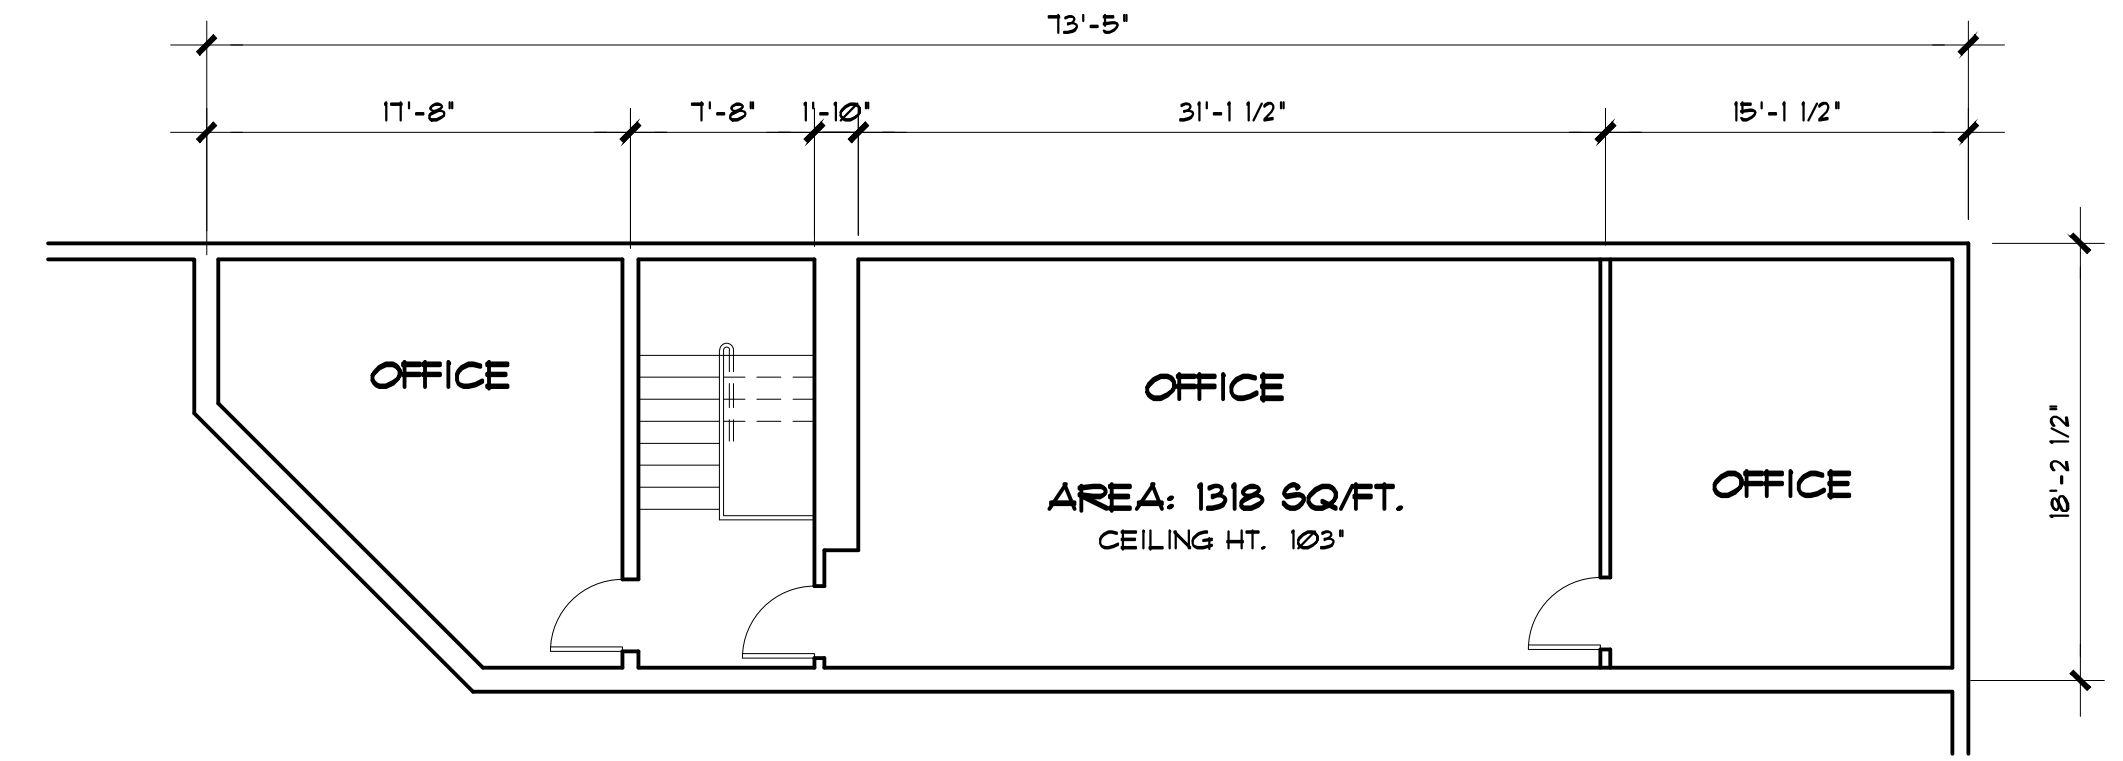 73'-5"
17'-8"
7'-8"
1'-10"
31'-1 1/2"
15'-1 1/2"
OFFICE
OFFICE
OFFICE
AREA: 1318 SQ/FT.
CEILING HT. 103"
18'-2 1/2"